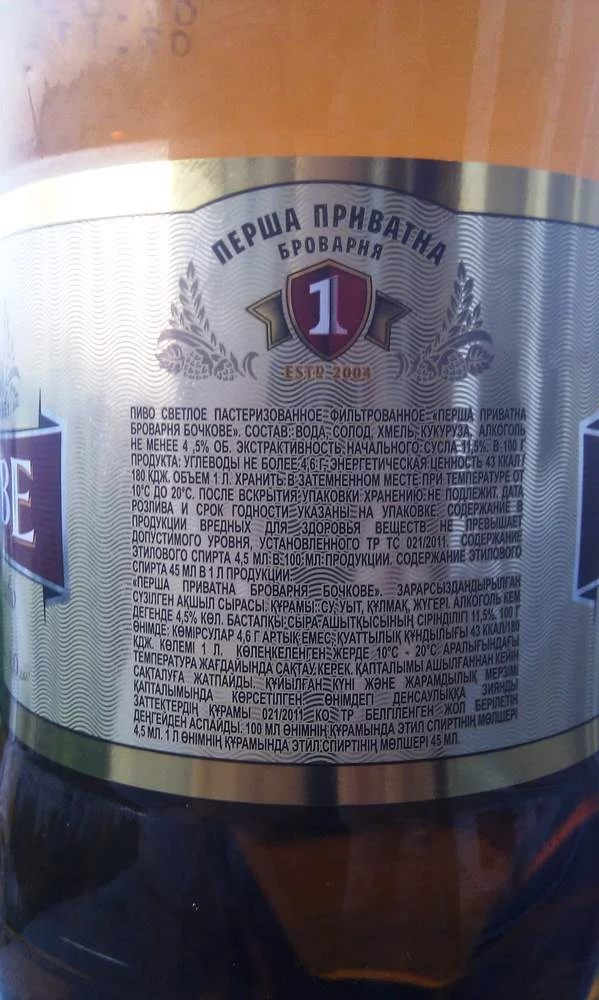 ПЕРША ПРИВАТНА
БРОВАРНЯ
1
ESTD 2004
ВЕ
ПИВО СВЕТЛОЕ ПАСТЕРИЗОВАННОЕ ФИЛЬТРОВАННОЕ «ПЕРША ПРИВАТНА
БРОВАРНЯ БОЧКОВЕ». СОСТАВ: ВОДА, СОЛОД, ХМЕЛЬ, КУКУРУЗА. АЛКОГОЛЬ
НЕ МЕНЕЕ 4,5% ОБ. ЭКСТРАКТИВНОСТЬ НАЧАЛЬНОГО СУСЛА 11,5%. В 100 Г
ПРОДУКТА: УГЛЕВОДЫ НЕ БОЛЕЕ 4,6 Г, ЭНЕРГЕТИЧЕСКАЯ ЦЕННОСТЬ 43 ККАЛ/
180 КДЖ. ОБЪЕМ 1 Л. ХРАНИТЬ В ЗАТЕМНЕННОМ МЕСТЕ ПРИ ТЕМПЕРАТУРЕ ОТ
10°С ДО 20°С. ПОСЛЕ ВСКРЫТИЯ УПАКОВКИ ХРАНЕНИЮ НЕ ПОДЛЕЖИТ. ДАТА
РОЗЛИВА И СРОК ГОДНОСТИ УКАЗАНЫ НА УПАКОВКЕ. СОДЕРЖАНИЕ В
ПРОДУКЦИИ ВРЕДНЫХ ДЛЯ ЗДОРОВЬЯ ВЕЩЕСТВ НЕ ПРЕВЫШАЕТ
ДОПУСТИМОГО УРОВНЯ, УСТАНОВЛЕННОГО ТР ТС 021/2011. СОДЕРЖАНИЕ
ЭТИЛОВОГО СПИРТА 4,5 МЛ В 100 МЛ ПРОДУКЦИИ. СОДЕРЖАНИЕ ЭТИЛОВОГО
СПИРТА 45 МЛ В 1 Л ПРОДУКЦИИ.
«ПЕРША ПРИВАТНА БРОВАРНЯ БОЧКОВЕ». ЗАРАРСЫЗДАНДЫРЫЛҒАН
СҮЗІЛГЕН АҚШЫЛ СЫРАСЫ. ҚҰРАМЫ: СУ, УЫТ, ҚҰЛМАҚ, ЖҮГЕРІ. АЛКОГОЛЬ КЕМ
ДЕГЕНДЕ 4,5% КӨЛ. БАСТАПҚЫ СЫРА АШЫТҚЫСЫНЫҢ СІРІНДІЛІГІ 11,5%. 100 Г
ӨНІМДЕ: КӨМІРСУЛАР 4,6 Г АРТЫҚ ЕМЕС, ҚУАТТЫЛЫҚ ҚҰНДЫЛЫҒЫ 43 ККАЛ/180
КДЖ. КӨЛЕМІ 1 Л. КӨЛЕҢКЕЛЕНГЕН ЖЕРДЕ 10°С - 20°С АРАЛЫҒЫНДАҒЫ
ТЕМПЕРАТУРА ЖАҒДАЙЫНДА САҚТАУ КЕРЕК. ҚАПТАЛЫМЫ АШЫЛҒАННАН КЕЙІН
САҚТАЛУҒА ЖАТПАЙДЫ. ҚҰЙЫЛҒАН КҮНІ ЖӘНЕ ЖАРАМДЫЛЫҚ МЕРЗІМІ
ҚАПТАЛЫМЫНДА КӨРСЕТІЛГЕН. ӨНІМДЕГІ ДЕНСАУЛЫҚҚА ЗИЯНДЫ
ЗАТТЕКТЕРДІҢ ҚҰРАМЫ 021/2011 КО ТР БЕЛГІЛЕНГЕН ЖОЛ БЕРІЛЕТІН
ДЕҢГЕЙДЕН АСПАЙДЫ. 100 МЛ ӨНІМНІҢ ҚҰРАМЫНДА ЭТИЛ СПИРТІНІҢ МӨЛШЕРІ
4,5 МЛ. 1 Л ӨНІМНІҢ ҚҰРАМЫНДА ЭТИЛ СПИРТІНІҢ МӨЛШЕРІ 45 МЛ.